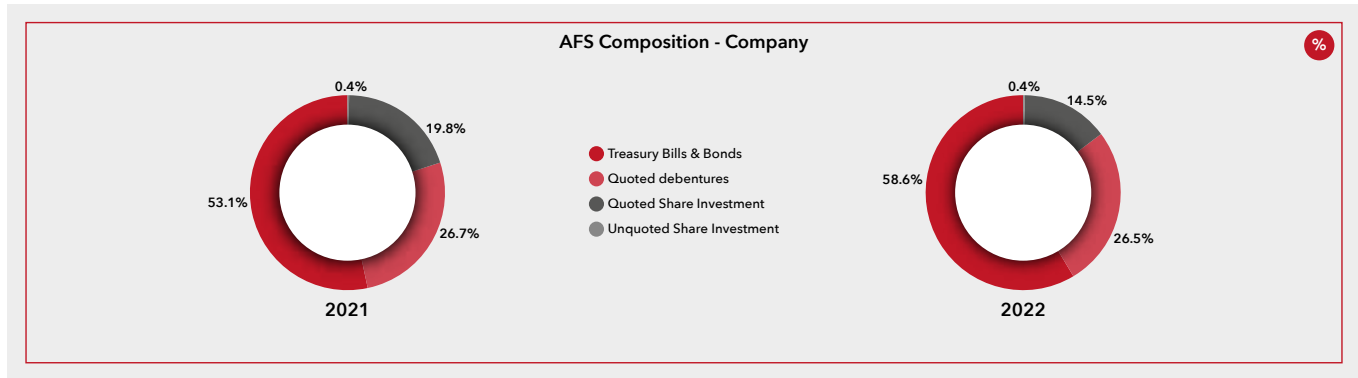 AFS Composition - Company
%
0.4%
19.8%
53.1%
26.7%
2021
Treasury Bills & Bonds
Quoted debentures
Quoted Share Investment
Unquoted Share Investment
0.4%
14.5%
58.6%
26.5%
2022